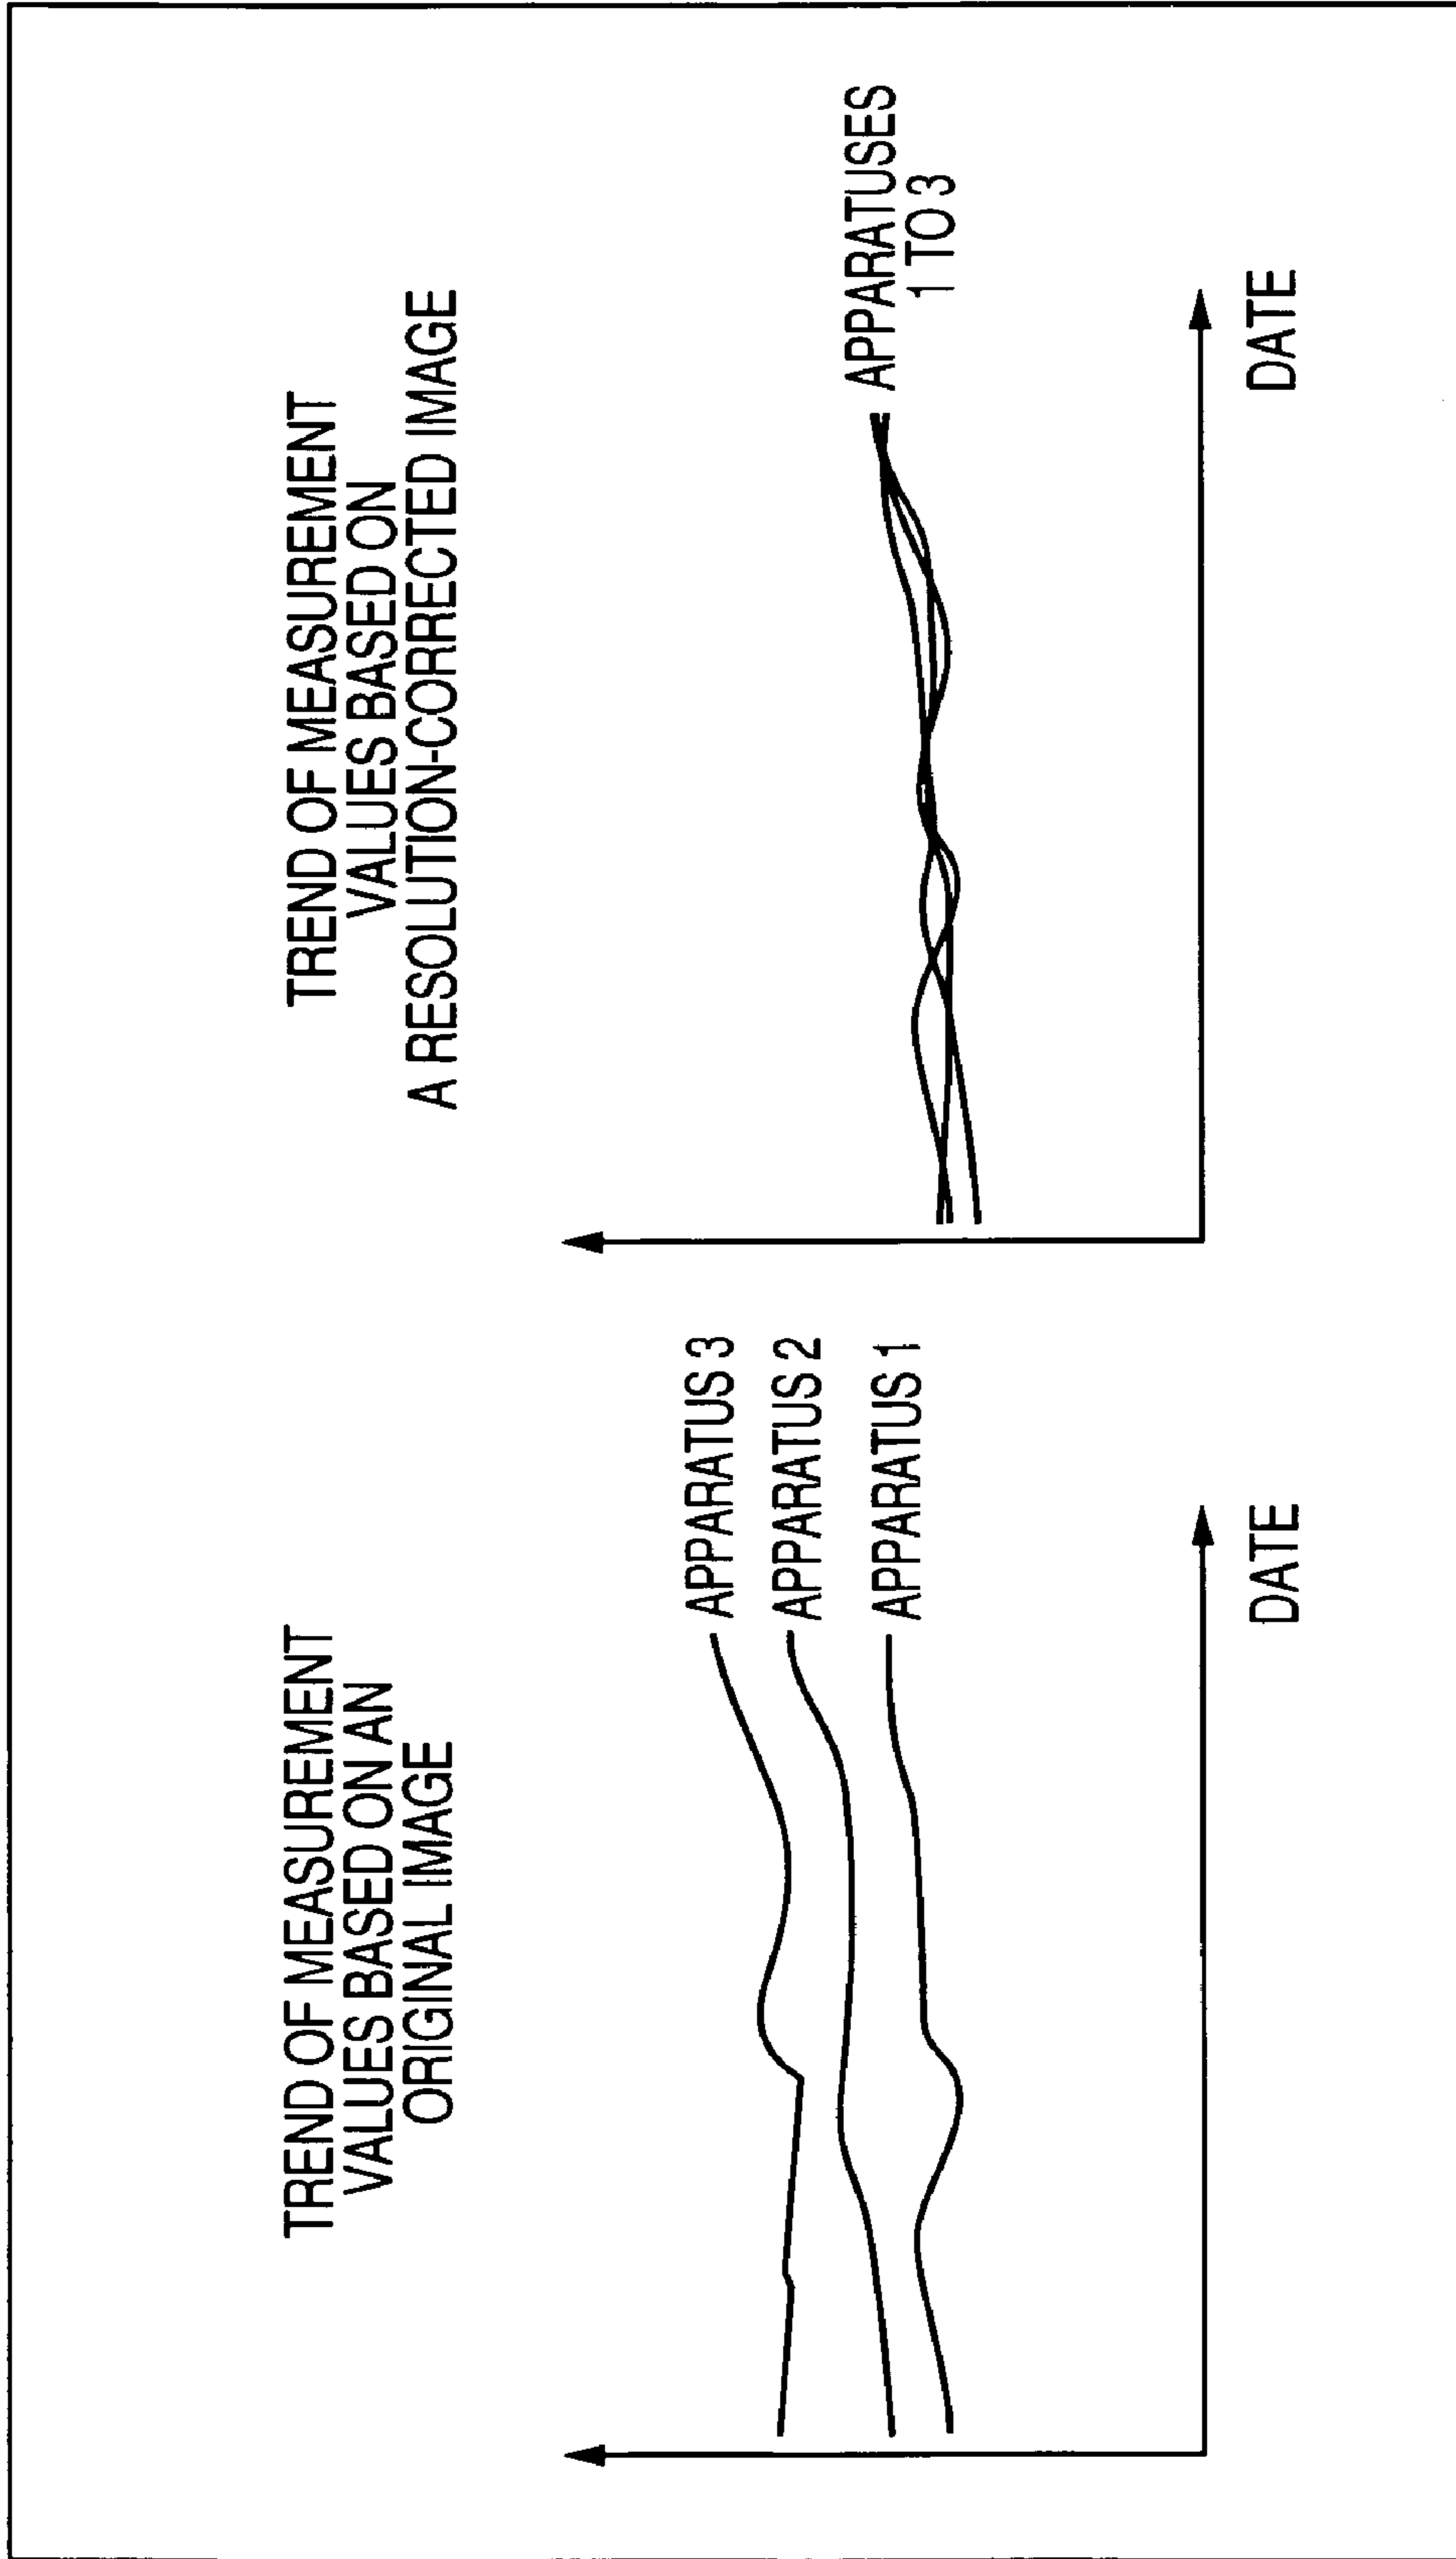 TREND OF MEASUREMENT
VALUES BASED ON AN
ORIGINAL IMAGE
APPARATUS 3
APPARATUS 2
APPARATUS 1
DATE
TREND OF MEASUREMENT
VALUES BASED ON
A RESOLUTION-CORRECTED IMAGE
APPARATUSES
1 TO 3
DATE